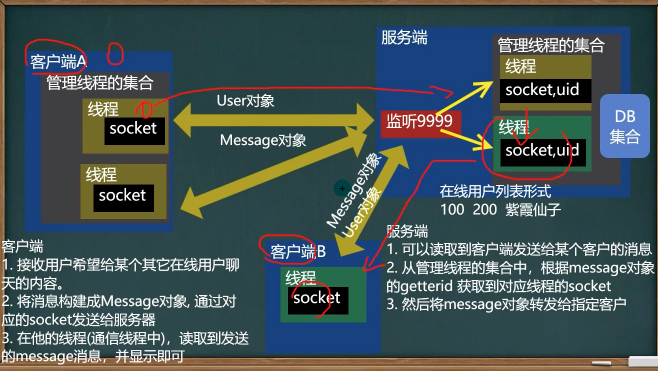 客户端A
管理线程的集合
线程
socket
线程
socket
User对象
Message对象
Message对象
User对象
服务端
监听9999
管理线程的集合
线程
socket,uid
线程
socket,uid
DB
集合
在线用户列表形式
100 200 紫霞仙子
客户端B
线程
socket
客户端
1. 接收用户希望给某个其它在线用户聊
天的内容。
2. 将消息构建成Message对象, 通过对
应的socket发送给服务器
3. 在他的线程(通信线程中)，读取到发送
的message消息，并显示即可
服务端
1. 可以读取到客户端发送给某个客户的消息
2. 从管理线程的集合中，根据message对象
的getterid 获取到对应线程的socket
3. 然后将message对象转发给指定客户